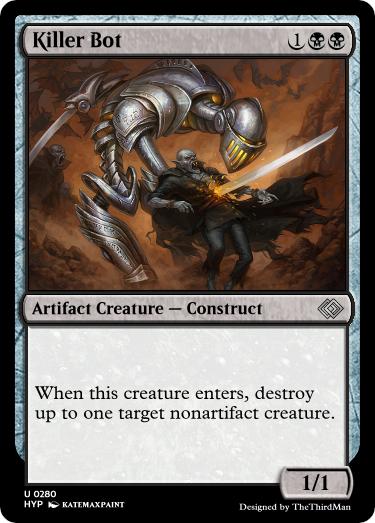 Killer Bot 1
Artifact Creature — Construct
When this creature enters, destroy
up to one target nonartifact creature.
1/1
U 0280
HYP KATEMAXPAINT
Designed by TheThirdMan